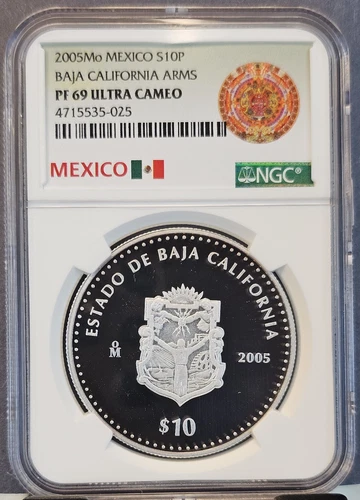 2005Mo MEXICO S10P
BAJA CALIFORNIA ARMS
PF 69 ULTRA CAMEO
4715535-025
MEXICO
NGC®
ESTADO DE BAJA CALIFORNIA
oM
2005
$10